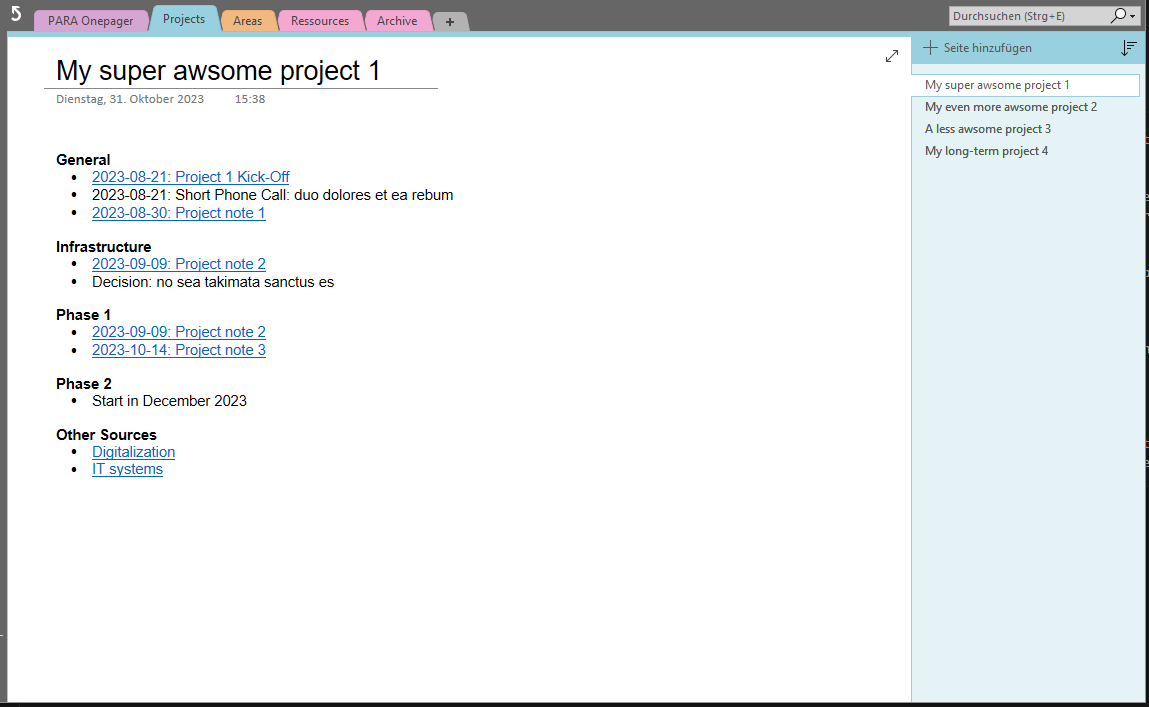 PARA Onepager
Projects
Areas
Ressources
Archive
+
Durchsuchen (Strg+E)
My super awsome project 1
Dienstag, 31. Oktober 2023 15:38
General
• 2023-08-21: Project 1 Kick-Off
• 2023-08-21: Short Phone Call: duo dolores et ea rebum
• 2023-08-30: Project note 1
Infrastructure
• 2023-09-09: Project note 2
• Decision: no sea takimata sanctus es
Phase 1
• 2023-09-09: Project note 2
• 2023-10-14: Project note 3
Phase 2
• Start in December 2023
Other Sources
• Digitalization
• IT systems
Seite hinzufügen
My super awsome project 1
My even more awsome project 2
A less awsome project 3
My long-term project 4